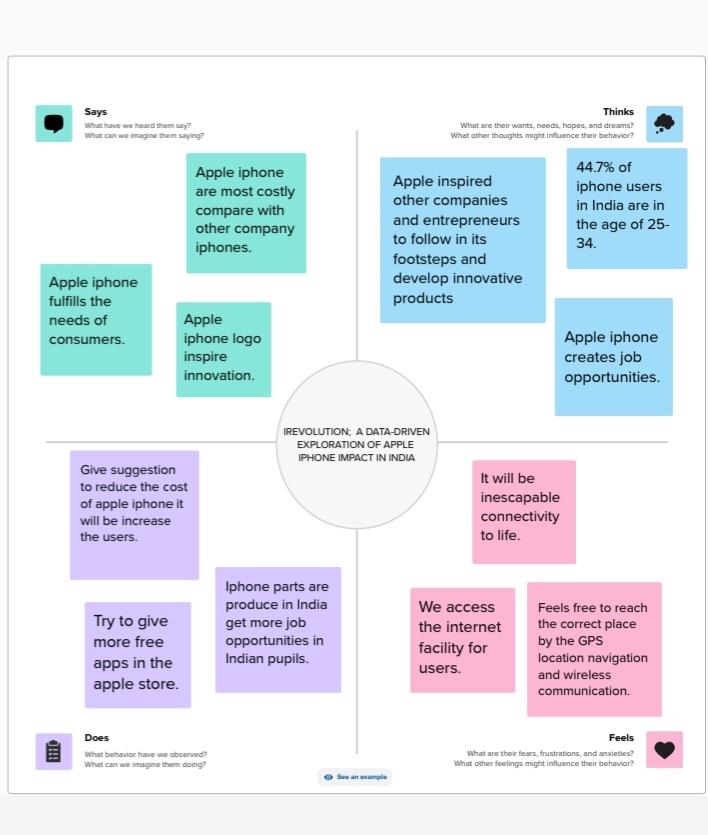 Says
What have we heard them say?
What can we imagine them saying?
Thinks
What are their wants, needs, hopes, and dreams?
What other thoughts might influence their behavior?
Apple iphone
are most costly
compare with
other company
iphones.
Apple iphone
fulfills the
needs of
consumers.
Apple
iphone logo
inspire
innovation.
Apple inspired
other companies
and entrepreneurs
to follow in its
footsteps and
develop innovative
products
44.7% of
iphone users
in India are in
the age of 25-
34.
Apple iphone
creates job
opportunities.
IREVOLUTION; A DATA-DRIVEN
EXPLORATION OF APPLE
IPHONE IMPACT IN INDIA
Give suggestion
to reduce the cost
of apple iphone it
will be increase
the users.
Try to give
more free
apps in the
apple store.
Iphone parts are
produce in India
get more job
opportunities in
Indian pupils.
It will be
inescapable
connectivity
to life.
We access
the internet
facility for
users.
Feels free to reach
the correct place
by the GPS
location navigation
and wireless
communication.
Does
What behavior have we observed?
What can we imagine them doing?
Feels
What are their fears, frustrations, and anxieties?
What other feelings might influence their behavior?
See an example